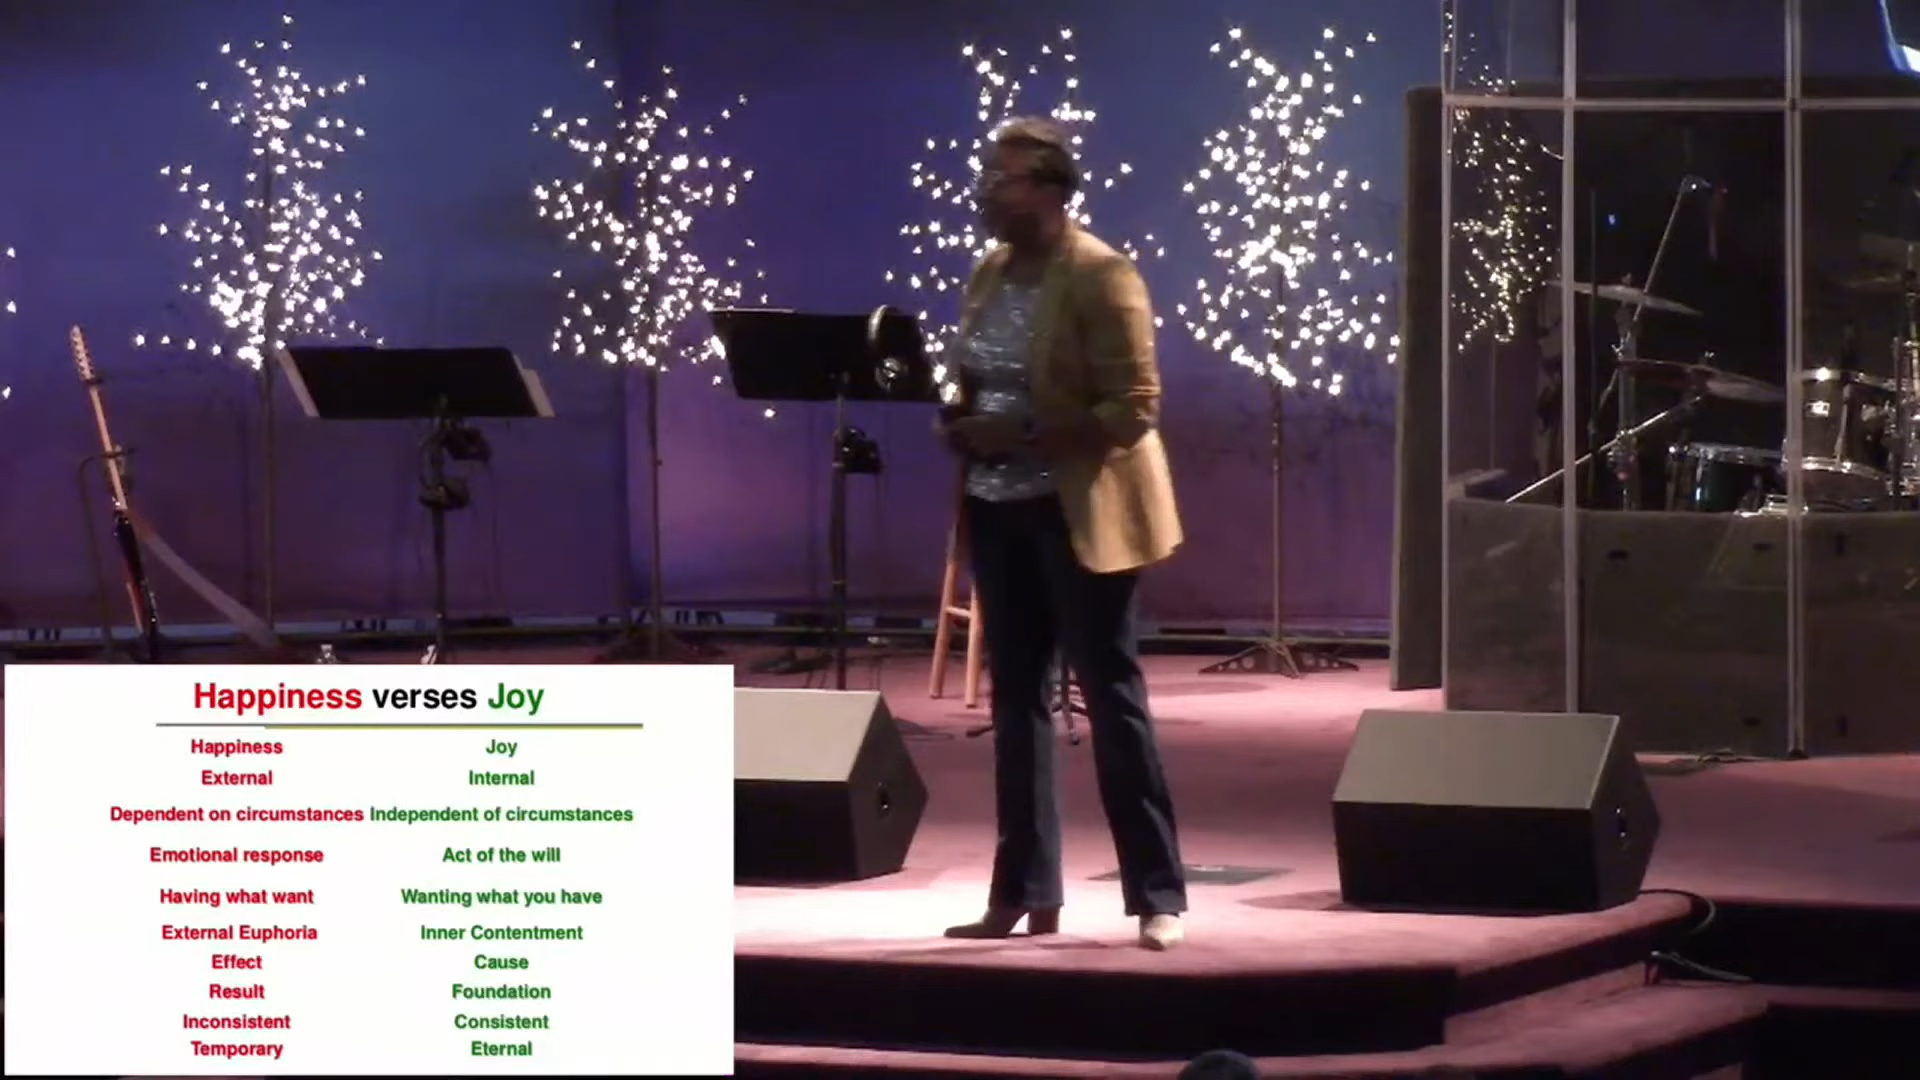 Happiness verses Joy
Happiness Joy
External Internal
Dependent on circumstances Independent of circumstances
Emotional response Act of the will
Having what want Wanting what you have
External Euphoria Inner Contentment
Effect Cause
Result Foundation
Inconsistent Consistent
Temporary Eternal